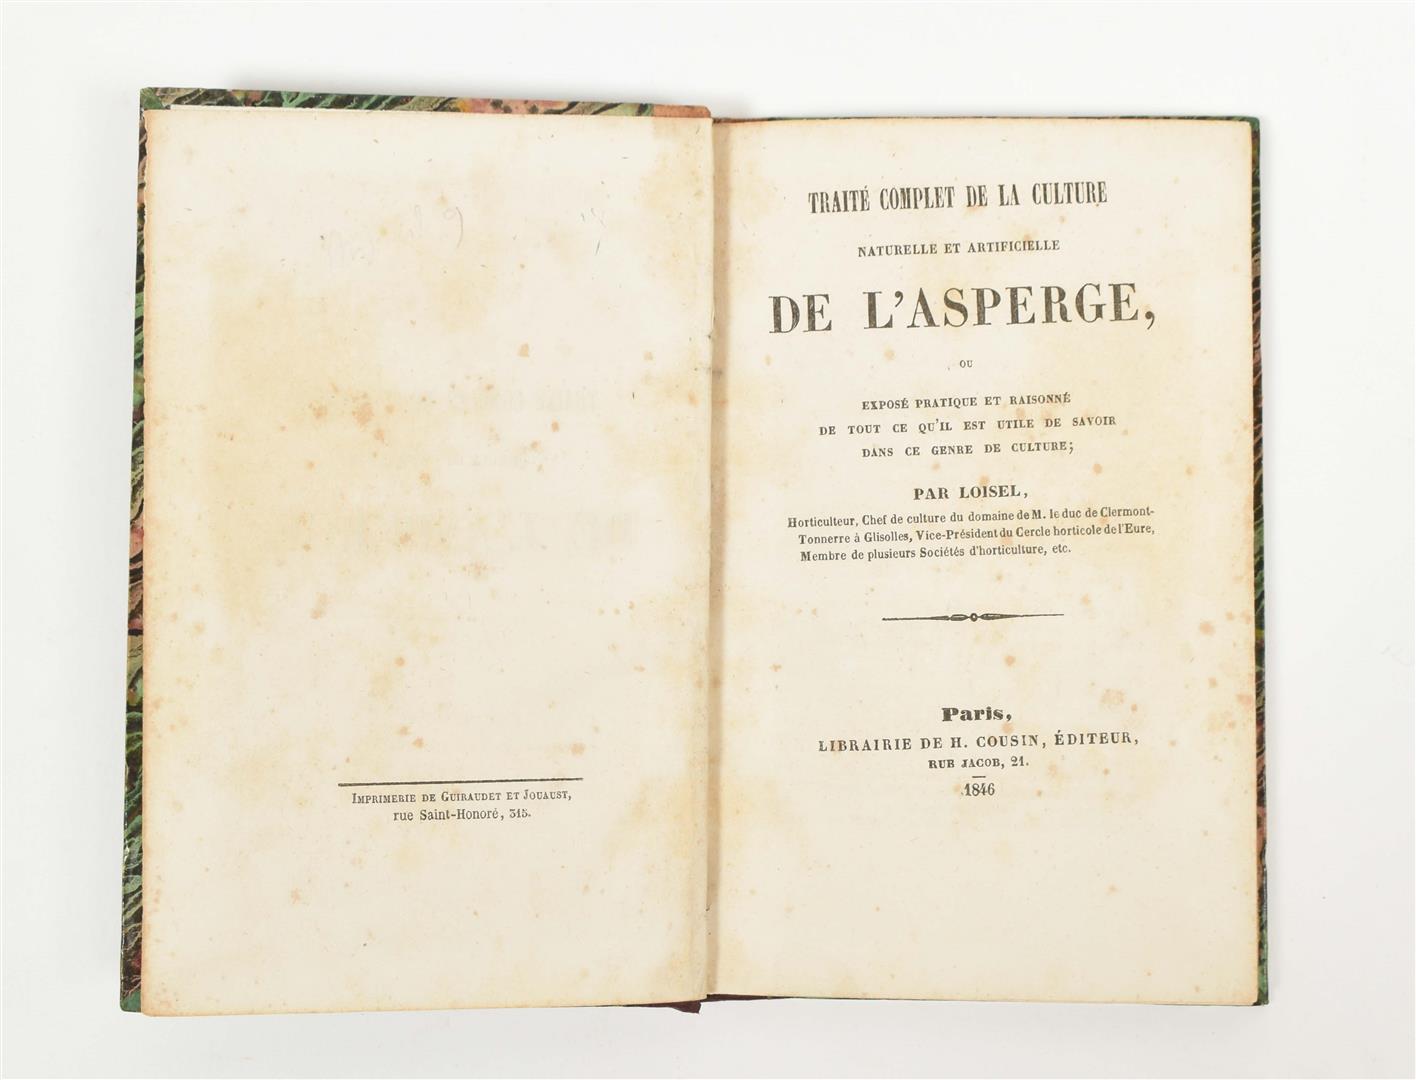 Imprimerie de Guiraudet et Jouaust,
rue Saint-Honoré, 315.
TRAITÉ COMPLET DE LA CULTURE
NATURELLE ET ARTIFICIELLE
DE L'ASPERGE,
OU
EXPOSÉ PRATIQUE ET RAISONNÉ
DE TOUT CE QU'IL EST UTILE DE SAVOIR
DANS CE GENRE DE CULTURE;
PAR LOISEL,
Horticulteur, Chef de culture du domaine de M. le duc de Clermont-
Tonnerre à Glisolles, Vice-Président du Cercle horticole de l'Eure,
Membre de plusieurs Sociétés d'horticulture, etc.
Paris,
LIBRAIRIE DE H. COUSIN, ÉDITEUR,
RUE JACOB, 21.
1846